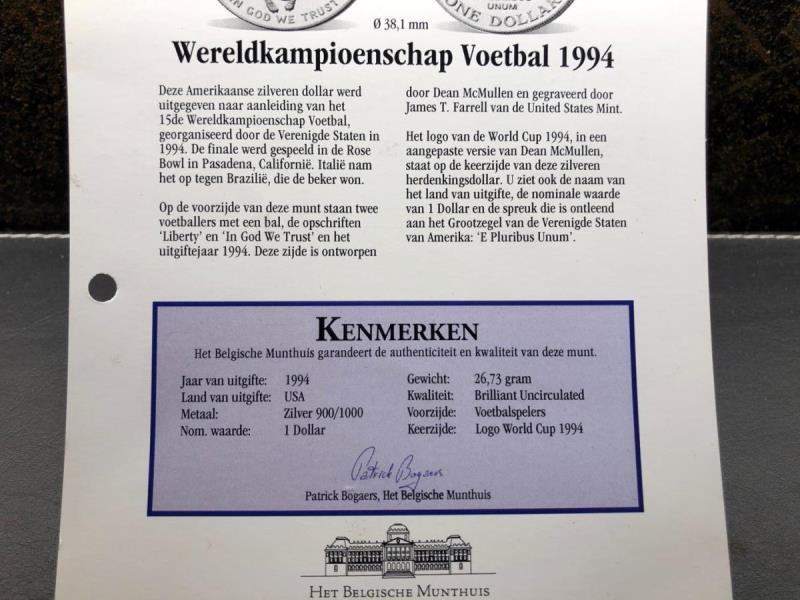 IN GOD WE TRUST
UNUM
ONE DOLLAR
Ø 38,1 mm
Wereldkampioenschap Voetbal 1994
Deze Amerikaanse zilveren dollar werd
uitgegeven naar aanleiding van het
15de Wereldkampioenschap Voetbal,
georganiseerd door de Verenigde Staten in
1994. De finale werd gespeeld in de Rose
Bowl in Pasadena, Californië. Italië nam
het op tegen Brazilië, die de beker won.
Op de voorzijde van deze munt staan twee
voetballers met een bal, de opschriften
‘Liberty’ en ‘In God We Trust’ en het
uitgiftejaar 1994. Deze zijde is ontworpen
door Dean McMullen en gegraveerd door
James T. Farrell van de United States Mint.
Het logo van de World Cup 1994, in een
aangepaste versie van Dean McMullen,
staat op de keerzijde van deze zilveren
herdenkingsdollar. U ziet ook de naam van
het land van uitgifte, de nominale waarde
van 1 Dollar en de spreuk die is ontleend
aan het Grootzegel van de Verenigde Staten
van Amerika: ‘E Pluribus Unum’.
KENMERKEN
Het Belgische Munthuis garandeert de authenticiteit en kwaliteit van deze munt.
Jaar van uitgifte: 1994
Land van uitgifte: USA
Metaal: Zilver 900/1000
Nom. waarde: 1 Dollar
Gewicht: 26,73 gram
Kwaliteit: Brilliant Uncirculated
Voorzijde: Voetbalspelers
Keerzijde: Logo World Cup 1994
Patrick Bogaers
Patrick Bogaers, Het Belgische Munthuis
HET BELGISCHE MUNTHUIS